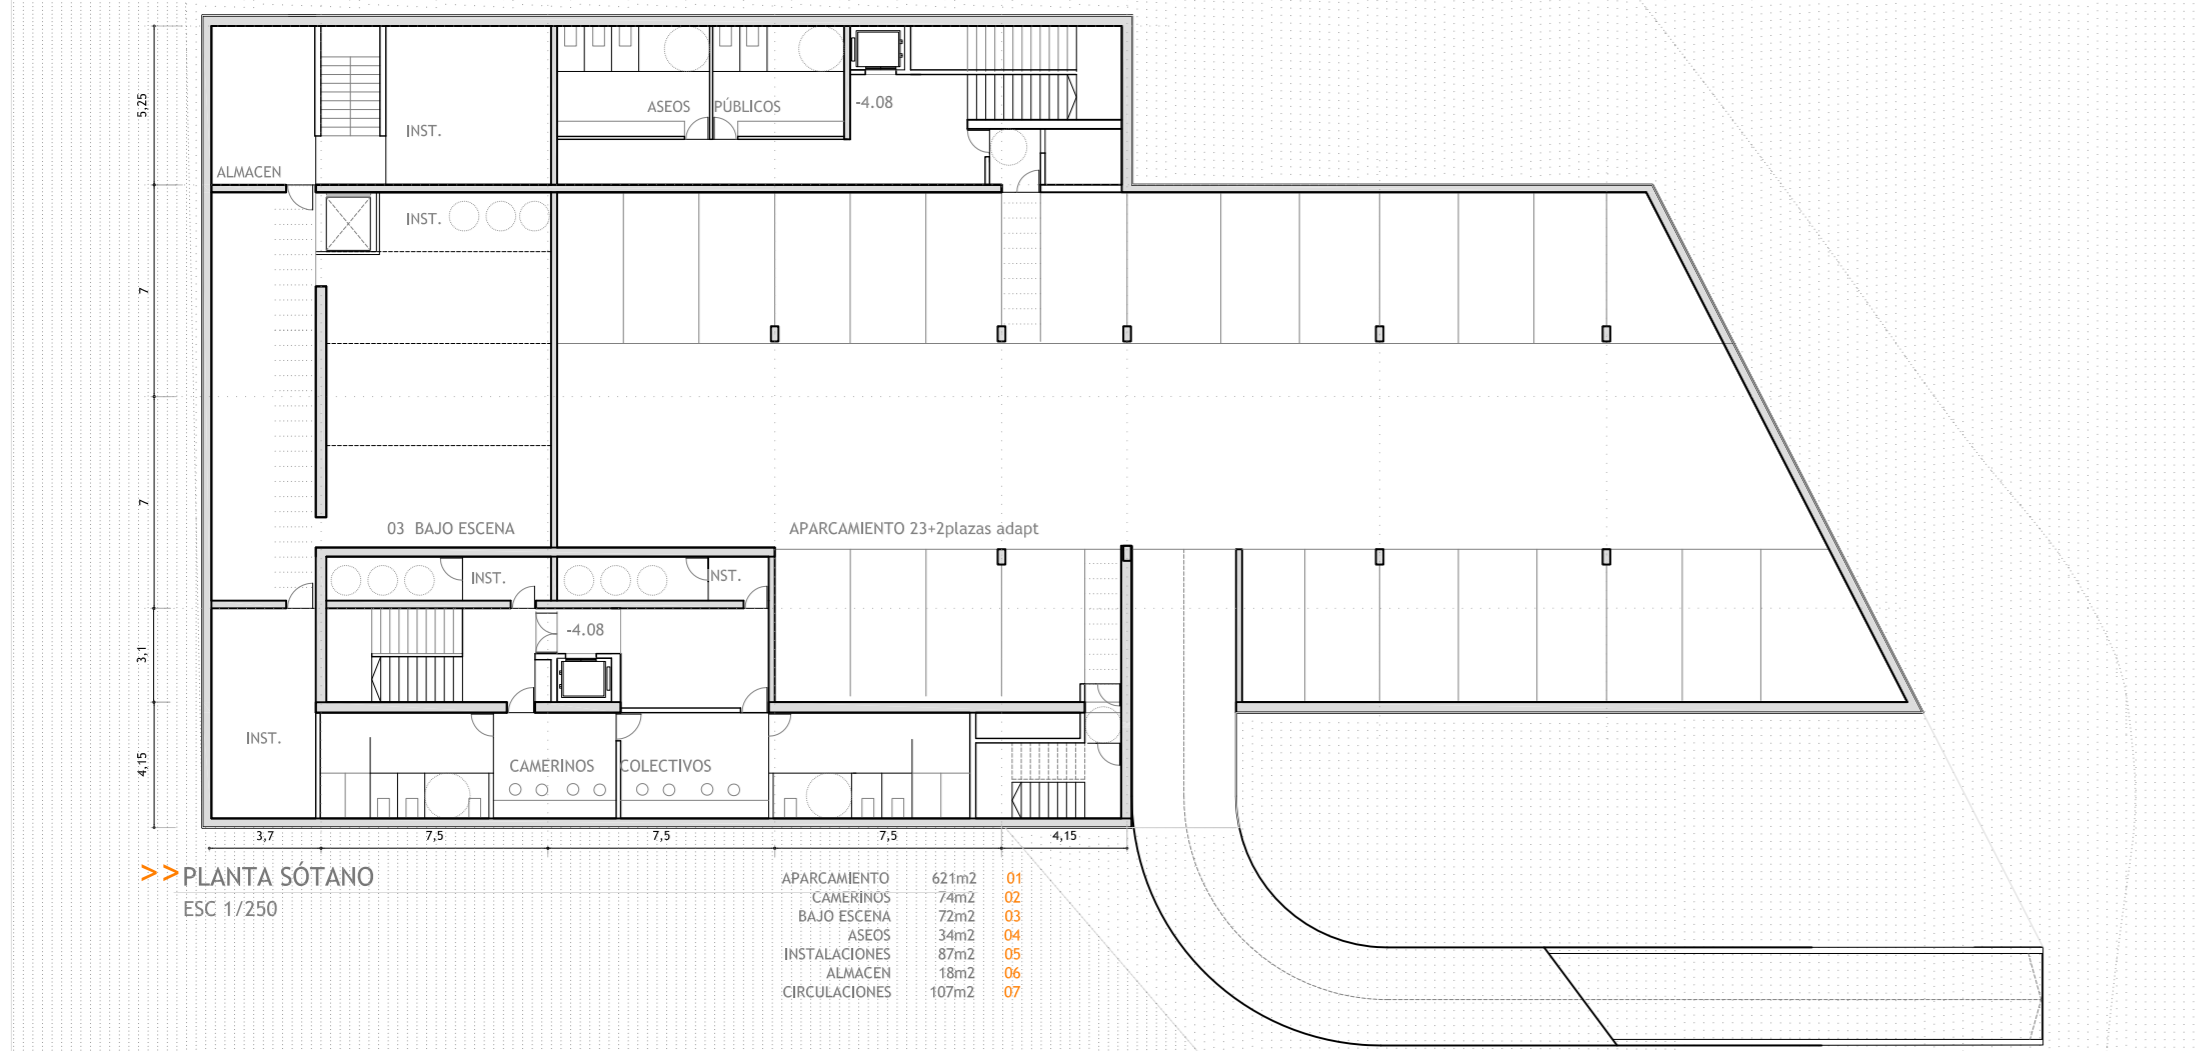 5,25
7
7
3,1
4,15
ASEOS PÚBLICOS
-4.08
INST.
ALMACEN
INST.
03 BAJO ESCENA
APARCAMIENTO 23+2plazas adapt
INST.
INST.
-4.08
INST.
CAMERINOS COLECTIVOS
3,7 7,5 7,5 7,5 4,15
>>PLANTA SÓTANO
ESC 1/250
APARCAMIENTO 621m2 01
CAMERINOS 74m2 02
BAJO ESCENA 72m2 03
ASEOS 34m2 04
INSTALACIONES 87m2 05
ALMACEN 18m2 06
CIRCULACIONES 107m2 07